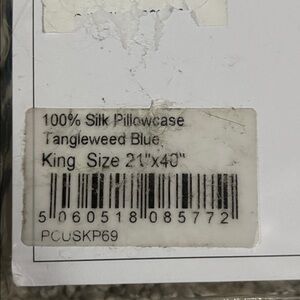 100% Silk Pillowcase
Tangleweed Blue,
King Size 21"x40"
5 060518 085772
PCUSKP69